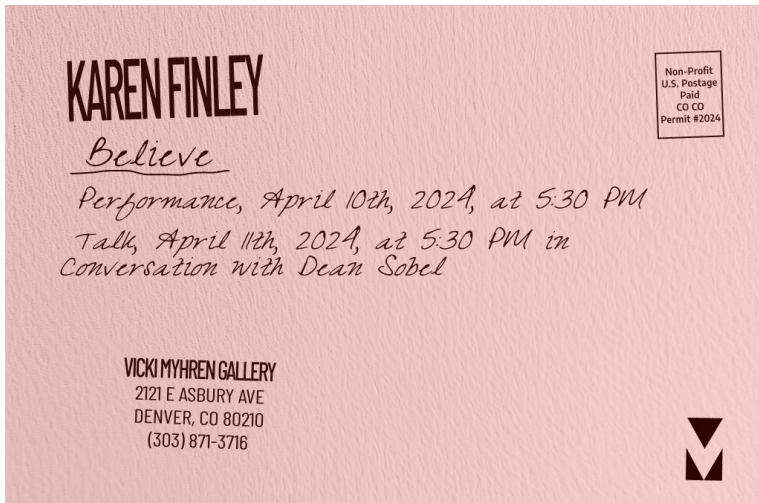 KAREN FINLEY
Believe
Performance, April 10th, 2024, at 5:30 PM
Talk, April 11th, 2024, at 5:30 PM in
Conversation with Dean Sobel
Non-Profit
U.S. Postage
Paid
CO CO
Permit #2024
VICKI MYHREN GALLERY
2121 E ASBURY AVE
DENVER, CO 80210
(303) 871-3716